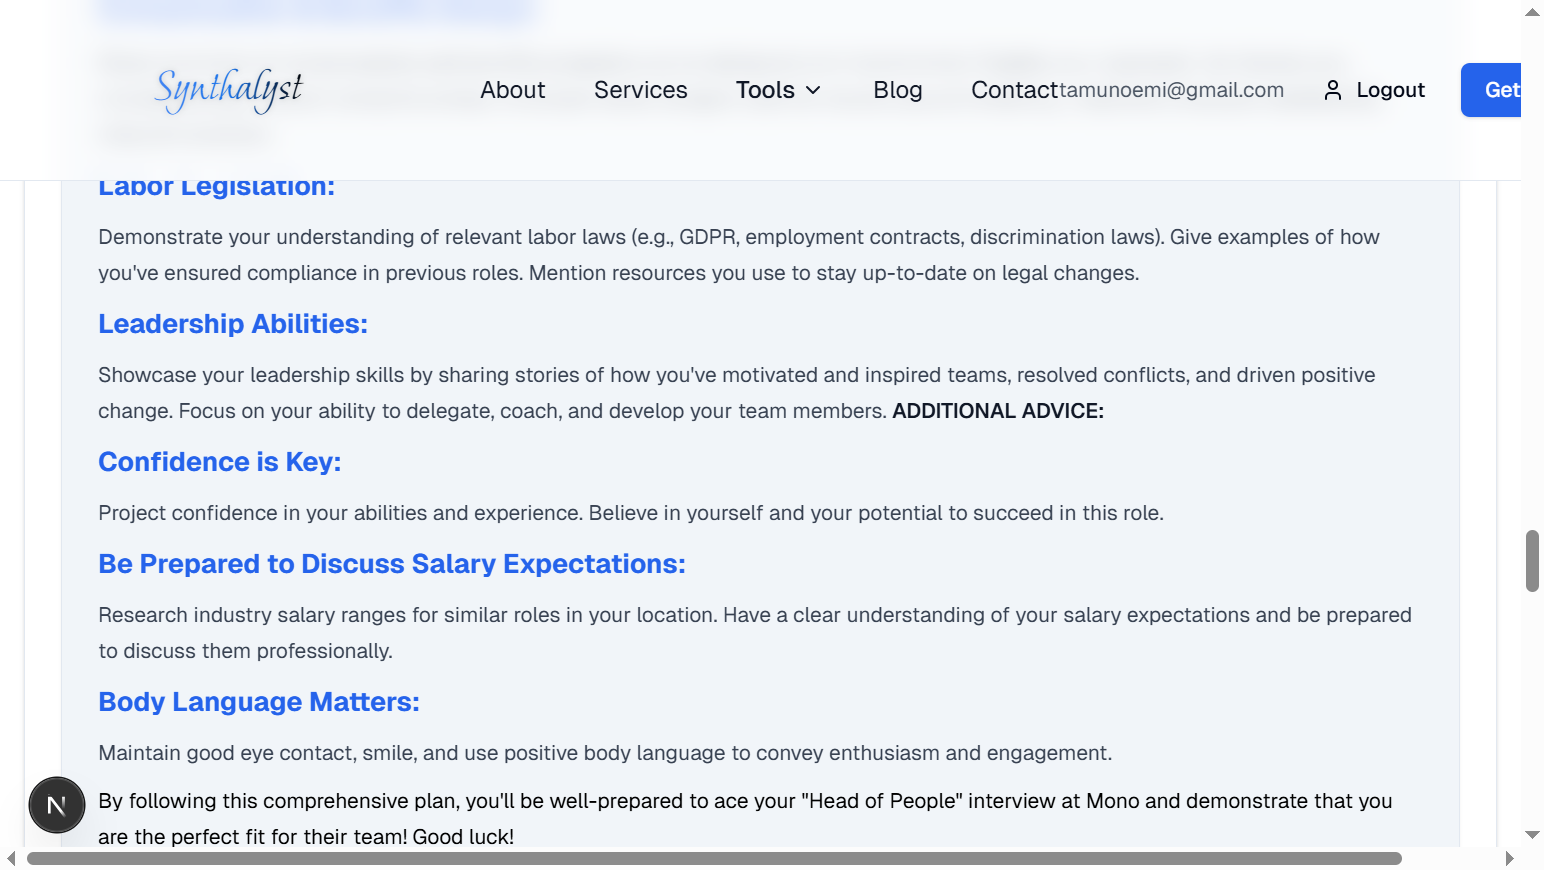 Synthalyst
About
Services
Tools
Blog
Contact
tamunoemi@gmail.com
Logout
Get
Labor Legislation:
Demonstrate your understanding of relevant labor laws (e.g., GDPR, employment contracts, discrimination laws). Give examples of how
you've ensured compliance in previous roles. Mention resources you use to stay up-to-date on legal changes.
Leadership Abilities:
Showcase your leadership skills by sharing stories of how you've motivated and inspired teams, resolved conflicts, and driven positive
change. Focus on your ability to delegate, coach, and develop your team members. ADDITIONAL ADVICE:
Confidence is Key:
Project confidence in your abilities and experience. Believe in yourself and your potential to succeed in this role.
Be Prepared to Discuss Salary Expectations:
Research industry salary ranges for similar roles in your location. Have a clear understanding of your salary expectations and be prepared
to discuss them professionally.
Body Language Matters:
Maintain good eye contact, smile, and use positive body language to convey enthusiasm and engagement.
N
By following this comprehensive plan, you'll be well-prepared to ace your "Head of People" interview at Mono and demonstrate that you
are the perfect fit for their team! Good luck!